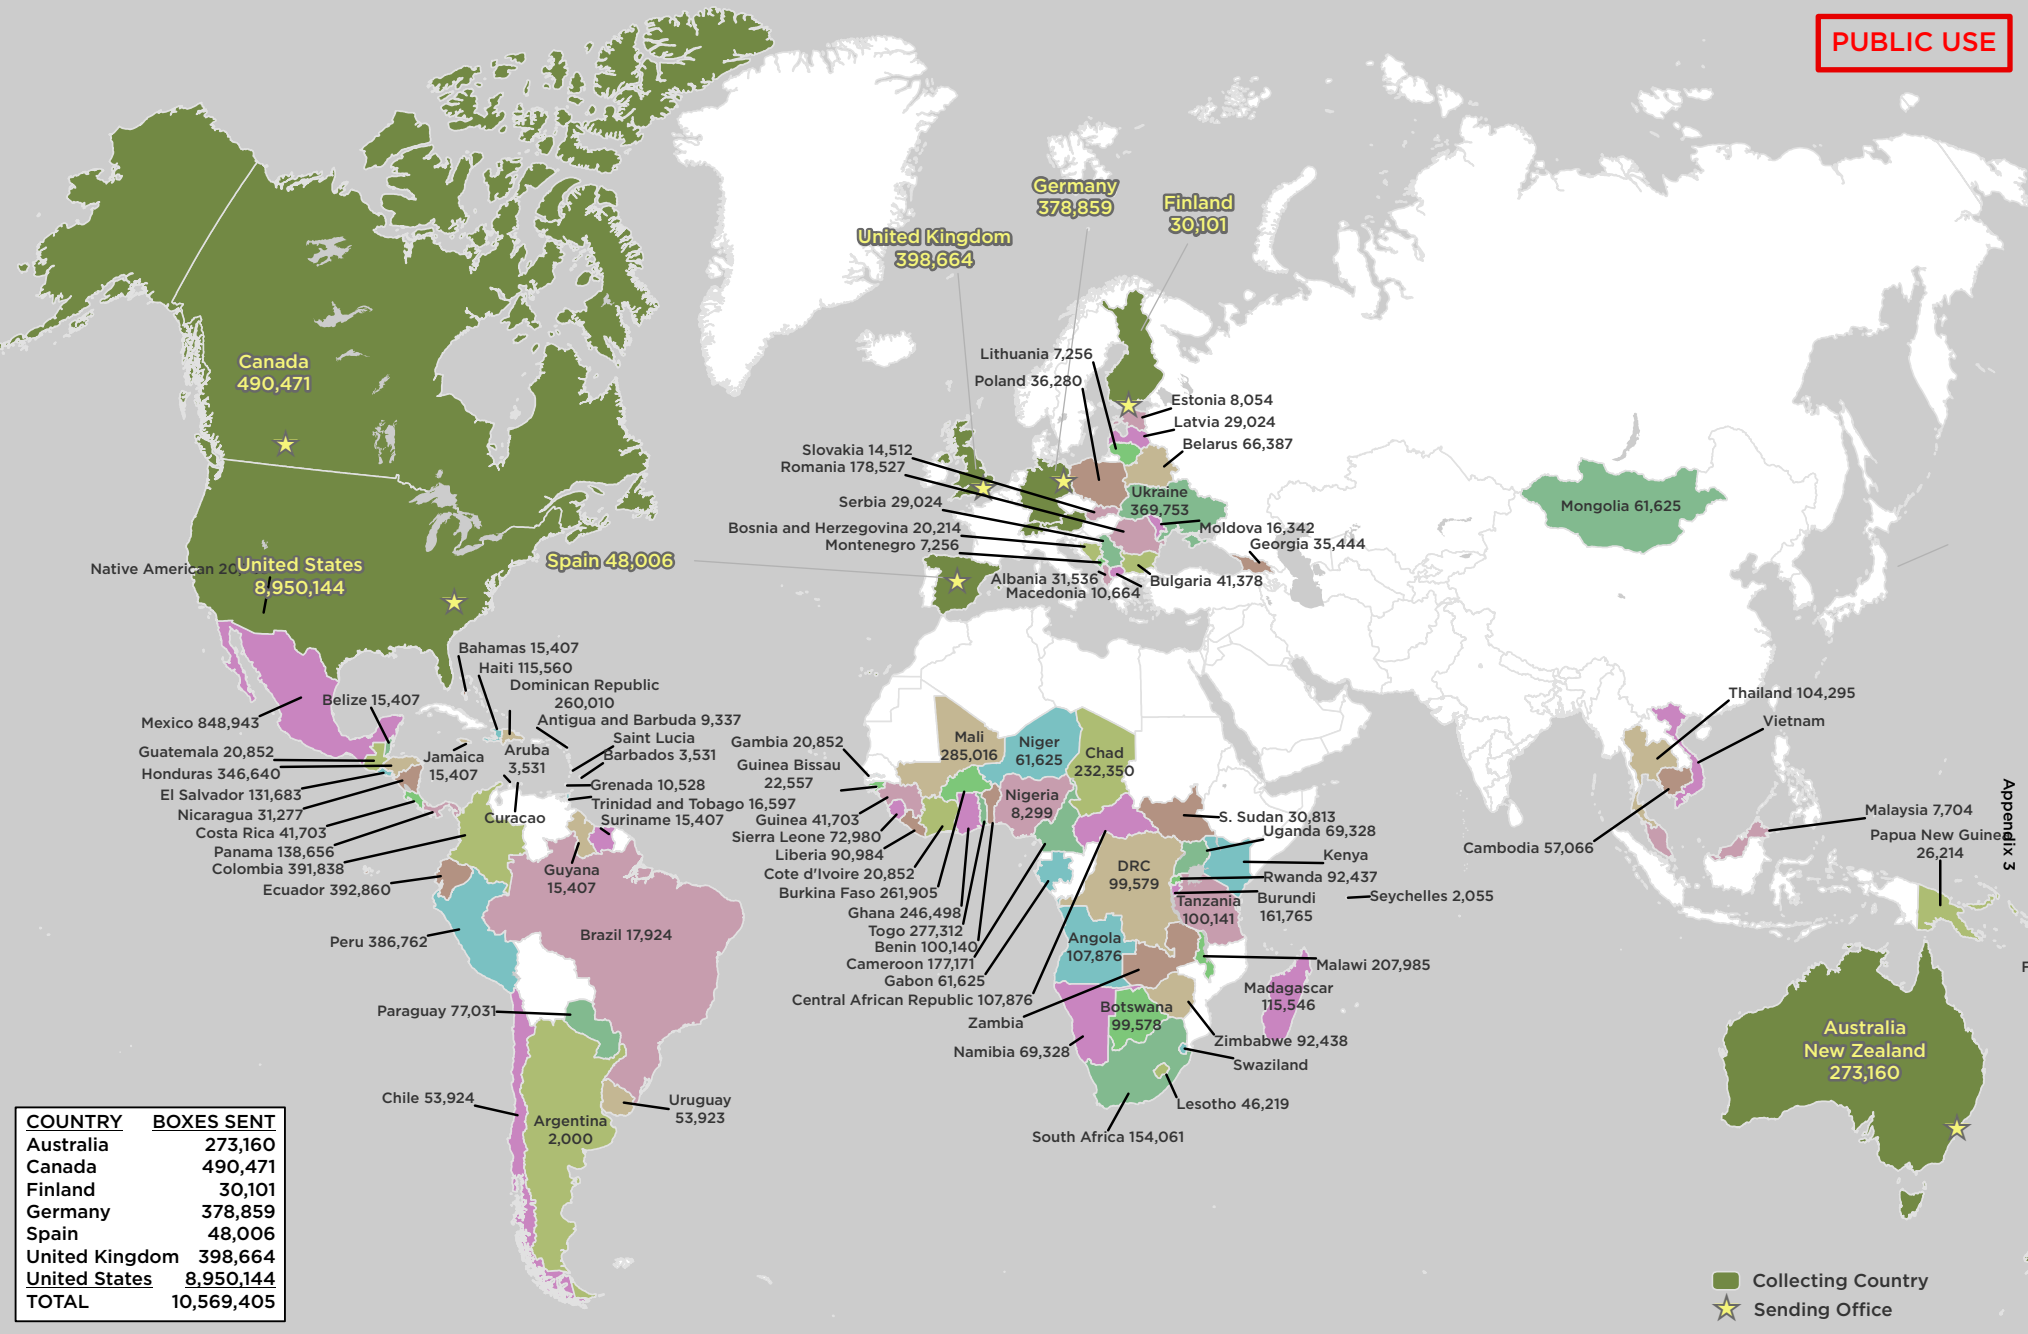 PUBLIC USE
Germany
378,859
Finland
30,101
United Kingdom
398,664
Canada
490,471
Lithuania 7,256
Poland 36,280
Estonia 8,054
Latvia 29,024
Belarus 66,387
Slovakia 14,512
Romania 178,527
Serbia 29,024
Bosnia and Herzegovina 20,214
Montenegro 7,256
Ukraine
369,753
Moldova 16,342
Georgia 35,444
Albania 31,536
Macedonia 10,664
Bulgaria 41,378
Mongolia 61,625
Spain 48,006
Native American 20,
United States
8,950,144
Bahamas 15,407
Haiti 115,560
Dominican Republic
260,010
Antigua and Barbuda 9,337
Saint Lucia
Barbados 3,531
Grenada 10,528
Trinidad and Tobago 16,597
Suriname 15,407
Belize 15,407
Mexico 848,943
Guatemala 20,852
Honduras 346,640
El Salvador 131,683
Nicaragua 31,277
Costa Rica 41,703
Panama 138,656
Colombia 391,838
Ecuador 392,860
Jamaica
15,407
Aruba
3,531
Curacao
Guyana
15,407
Peru 386,762
Brazil 17,924
Paraguay 77,031
Chile 53,924
Argentina
2,000
Uruguay
53,923
Gambia 20,852
Guinea Bissau
22,557
Guinea 41,703
Sierra Leone 72,980
Liberia 90,984
Cote d'Ivoire 20,852
Burkina Faso 261,905
Ghana 246,498
Togo 277,312
Benin 100,140
Cameroon 177,171
Gabon 61,625
Central African Republic 107,876
Zambia
Namibia 69,328
Mali
285,016
Niger
61,625
Chad
232,350
Nigeria
8,299
S. Sudan 30,813
Uganda 69,328
Kenya
Rwanda 92,437
Burundi
161,765
Seychelles 2,055
DRC
99,579
Tanzania
100,141
Angola
107,876
Malawi 207,985
Madagascar
115,546
Botswana
99,578
Zimbabwe 92,438
Swaziland
Lesotho 46,219
South Africa 154,061
Thailand 104,295
Vietnam
Cambodia 57,066
Malaysia 7,704
Papua New Guinea
26,214
Appendix 3
F
Australia
New Zealand
273,160
COUNTRY BOXES SENT
Australia 273,160
Canada 490,471
Finland 30,101
Germany 378,859
Spain 48,006
United Kingdom 398,664
United States 8,950,144
TOTAL 10,569,405
Collecting Country
Sending Office